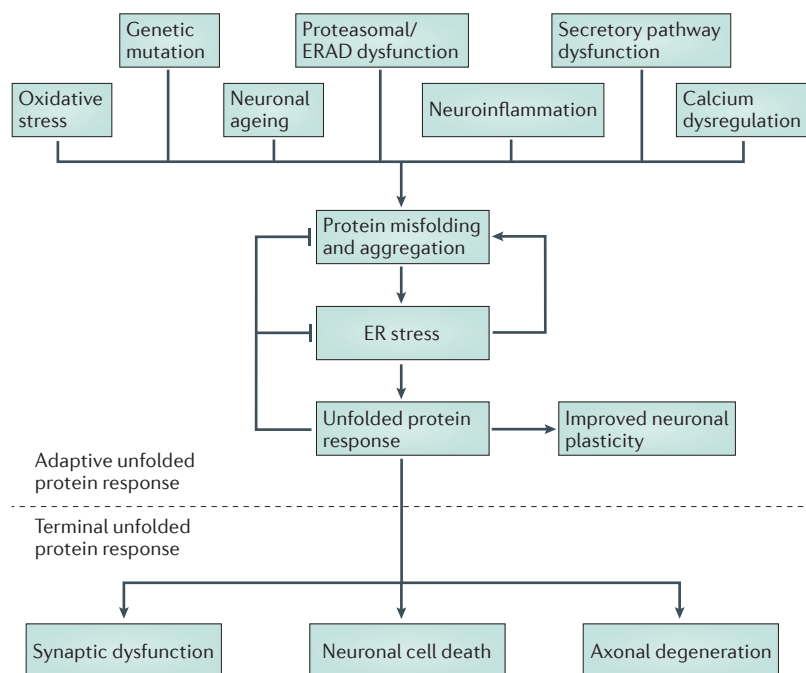 Genetic
mutation
Proteasomal/
ERAD dysfunction
Secretory pathway
dysfunction
Oxidative
stress
Neuronal
ageing
Neuroinflammation
Calcium
dysregulation
Protein misfolding
and aggregation
ER stress
Unfolded protein
response
Improved neuronal
plasticity
Adaptive unfolded
protein response
Terminal unfolded
protein response
Synaptic dysfunction
Neuronal cell death
Axonal degeneration